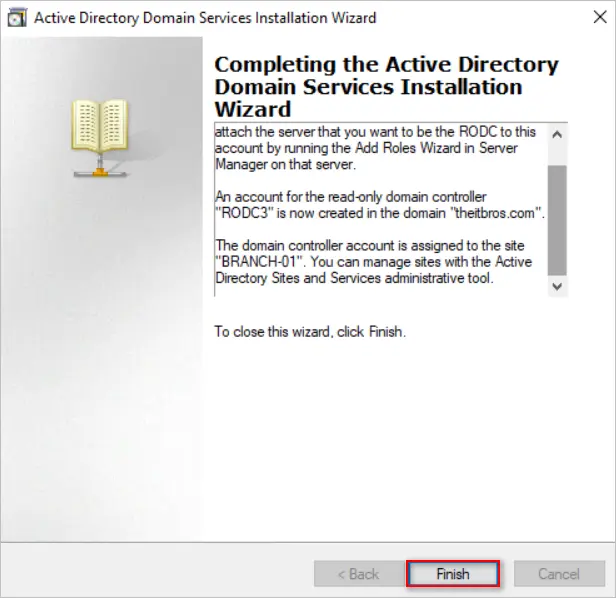 Active Directory Domain Services Installation Wizard
Completing the Active Directory
Domain Services Installation
Wizard
attach the server that you want to be the RODC to this
account by running the Add Roles Wizard in Server
Manager on that server.
An account for the read-only domain controller
"RODC3" is now created in the domain "theitbros.com".
The domain controller account is assigned to the site
"BRANCH-01". You can manage sites with the Active
Directory Sites and Services administrative tool.
To close this wizard, click Finish.
< Back
Finish
Cancel